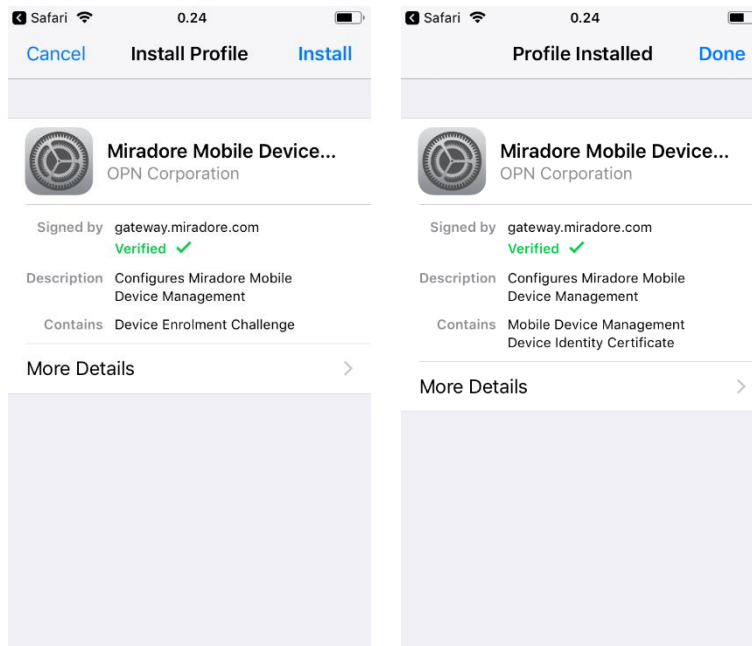 Safari 0.24
Cancel Install Profile Install
Miradore Mobile Device...
OPN Corporation
Signed by gateway.miradore.com
Verified ✓
Description Configures Miradore Mobile
Device Management
Contains Device Enrolment Challenge
More Details
Safari 0.24
Profile Installed Done
Miradore Mobile Device...
OPN Corporation
Signed by gateway.miradore.com
Verified ✓
Description Configures Miradore Mobile
Device Management
Contains Mobile Device Management
Device Identity Certificate
More Details